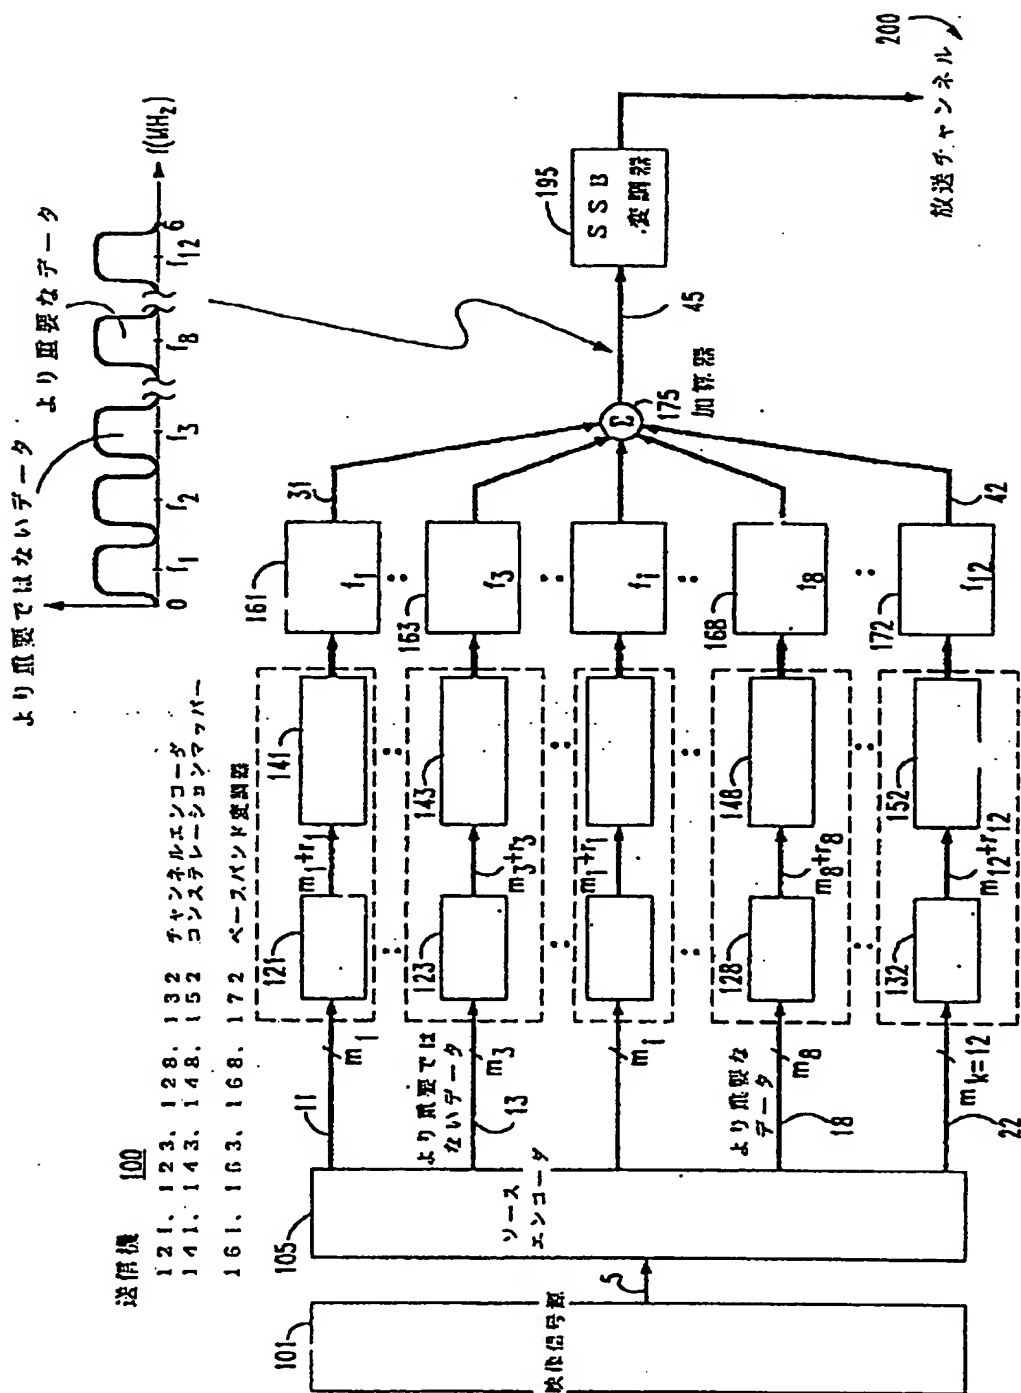 送信機 100
121、123、128、132 チャンネルエンコーダ
141、143、148、152 コンステレーションマッパー
161、163、168、172 ベースバンド変調器
より重要ではないデータ
より重要なデータ
0
f1
f2
f3
f8
f12
6
f(MHz)
101
映像信号源
5
105
ソース
エンコーダ
11
m1
121
m1+r1
141
161
f1
31
より重要では
ないデータ
13
m3
123
m3+r3
143
163
f3
mi
mi+ri
fi
より重要な
データ
18
m8
128
m8+r8
148
168
f8
22
mk=12
132
m12+r12
152
172
f12
42
Σ
175
加算器
45
195
SSB
変調器
200
放送チャンネル